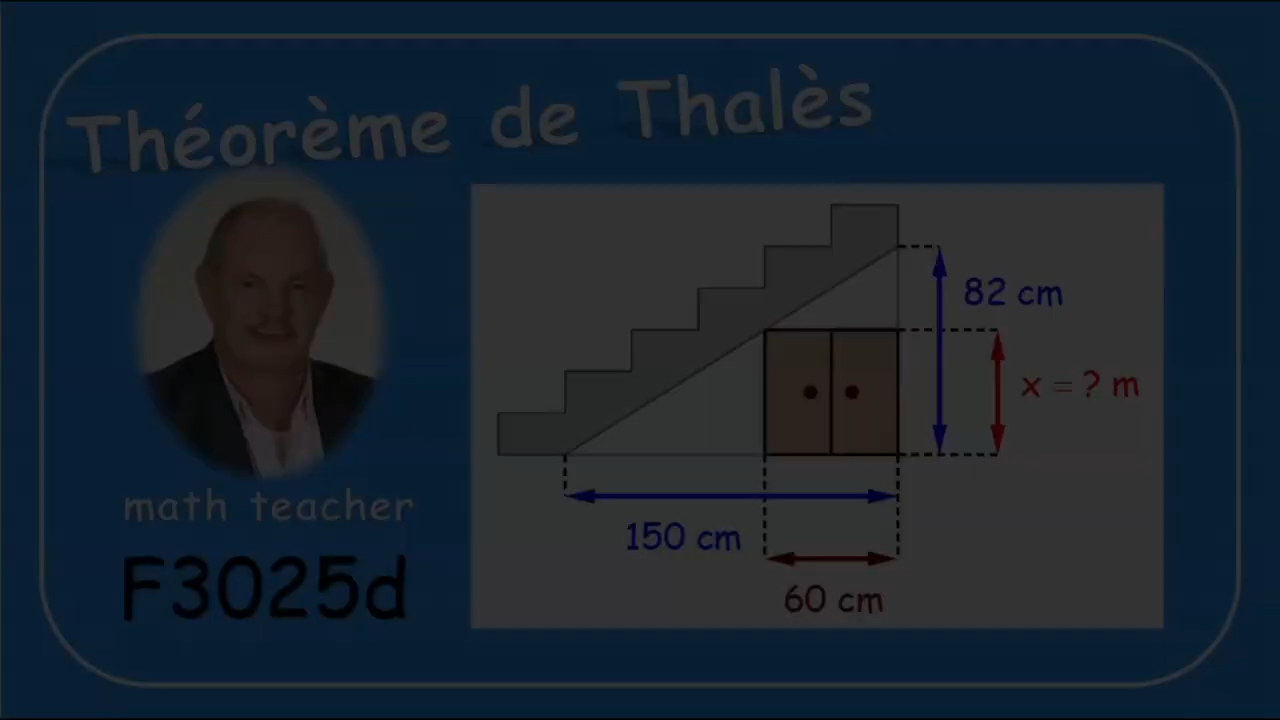 Théorème de Thalès
82 cm
x = ? m
150 cm
60 cm
math teacher
F3025d